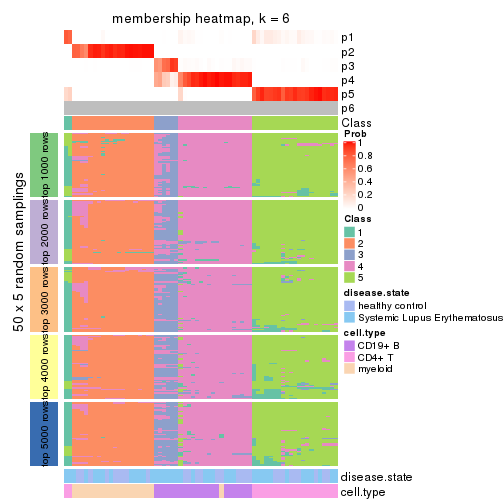 membership heatmap, k = 6
p1
p2
p3
p4
p5
p6
Class
50 x 5 random samplings
top 1000 rows
top 2000 rows
top 3000 rows
top 4000 rows
top 5000 rows
Prob
1
0.8
0.6
0.4
0.2
0
Class
1
2
3
4
5
disease.state
healthy control
Systemic Lupus Erythematosus
cell.type
CD19+ B
CD4+ T
myeloid
disease.state
cell.type